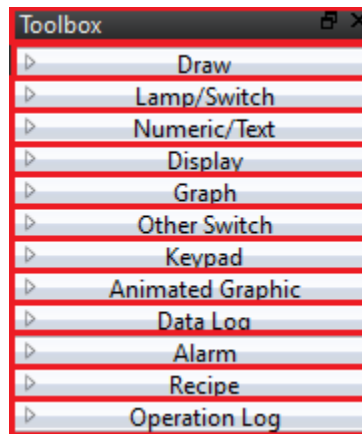 Toolbox
Draw
Lamp/Switch
Numeric/Text
Display
Graph
Other Switch
Keypad
Animated Graphic
Data Log
Alarm
Recipe
Operation Log